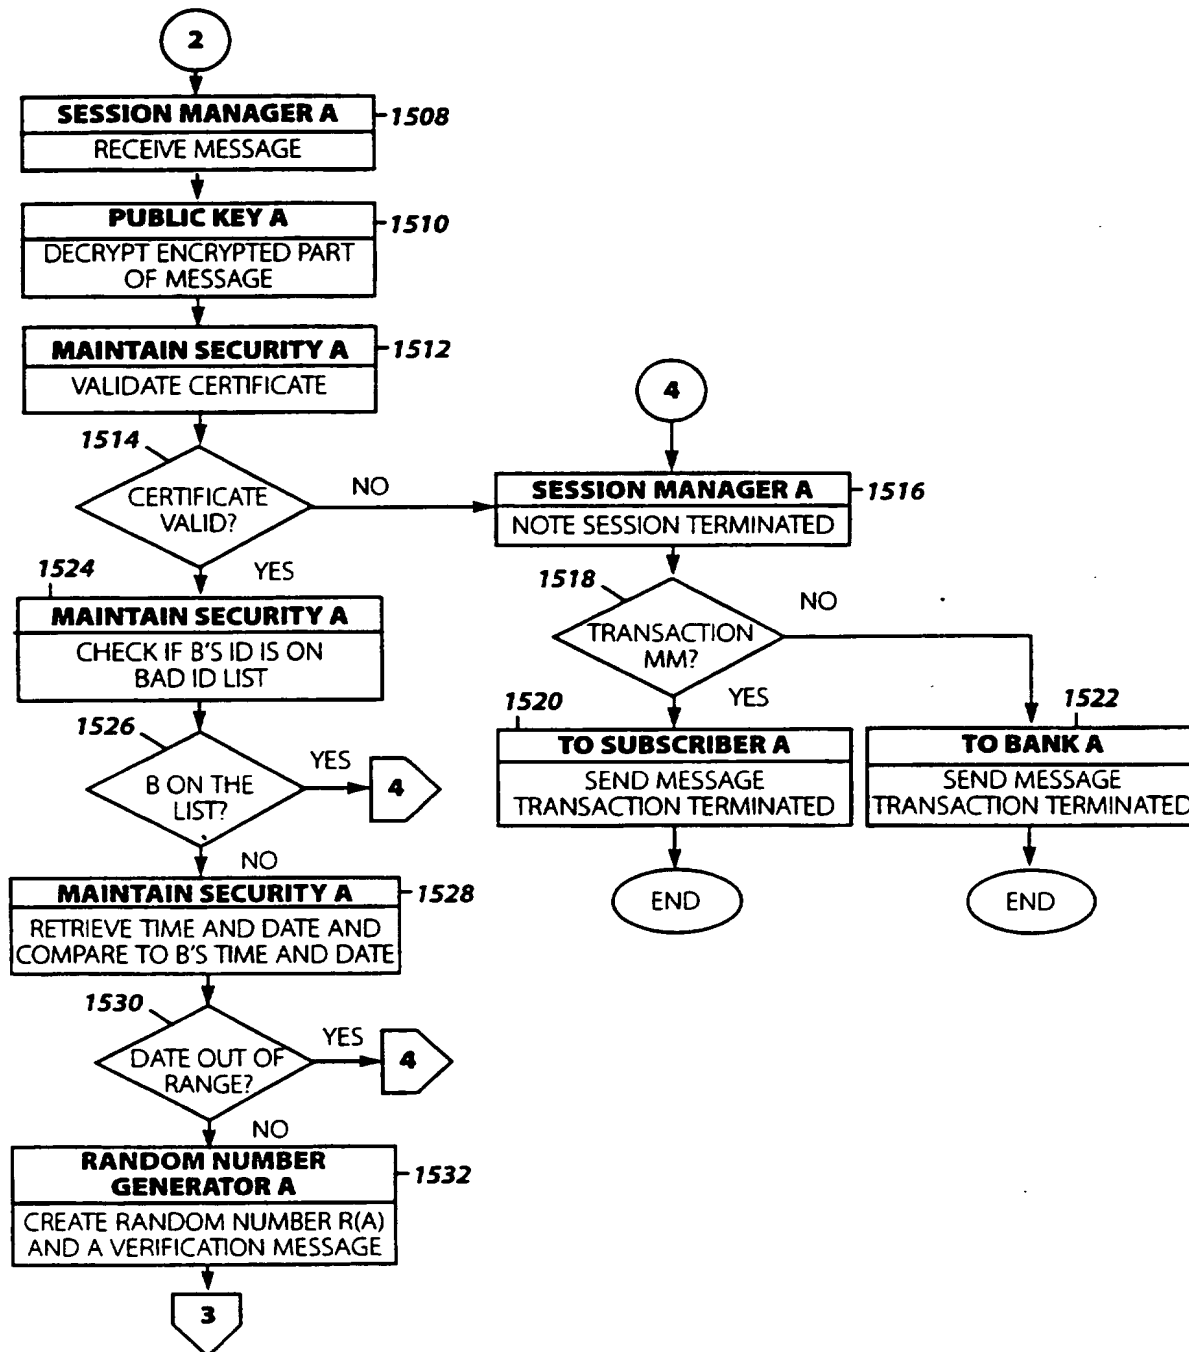 2
SESSION MANAGER A
1508
RECEIVE MESSAGE
PUBLIC KEY A
1510
DECRYPT ENCRYPTED PART
OF MESSAGE
MAINTAIN SECURITY A
1512
VALIDATE CERTIFICATE
1514
CERTIFICATE
VALID?
NO
YES
4
SESSION MANAGER A
1516
NOTE SESSION TERMINATED
1518
TRANSACTION
MM?
NO
YES
1520
TO SUBSCRIBER A
SEND MESSAGE
TRANSACTION TERMINATED
END
1522
TO BANK A
SEND MESSAGE
TRANSACTION TERMINATED
END
1524
MAINTAIN SECURITY A
CHECK IF B'S ID IS ON
BAD ID LIST
1526
B ON THE
LIST?
YES
4
NO
MAINTAIN SECURITY A
1528
RETRIEVE TIME AND DATE AND
COMPARE TO B'S TIME AND DATE
1530
DATE OUT OF
RANGE?
YES
4
NO
RANDOM NUMBER
GENERATOR A
1532
CREATE RANDOM NUMBER R(A)
AND A VERIFICATION MESSAGE
3